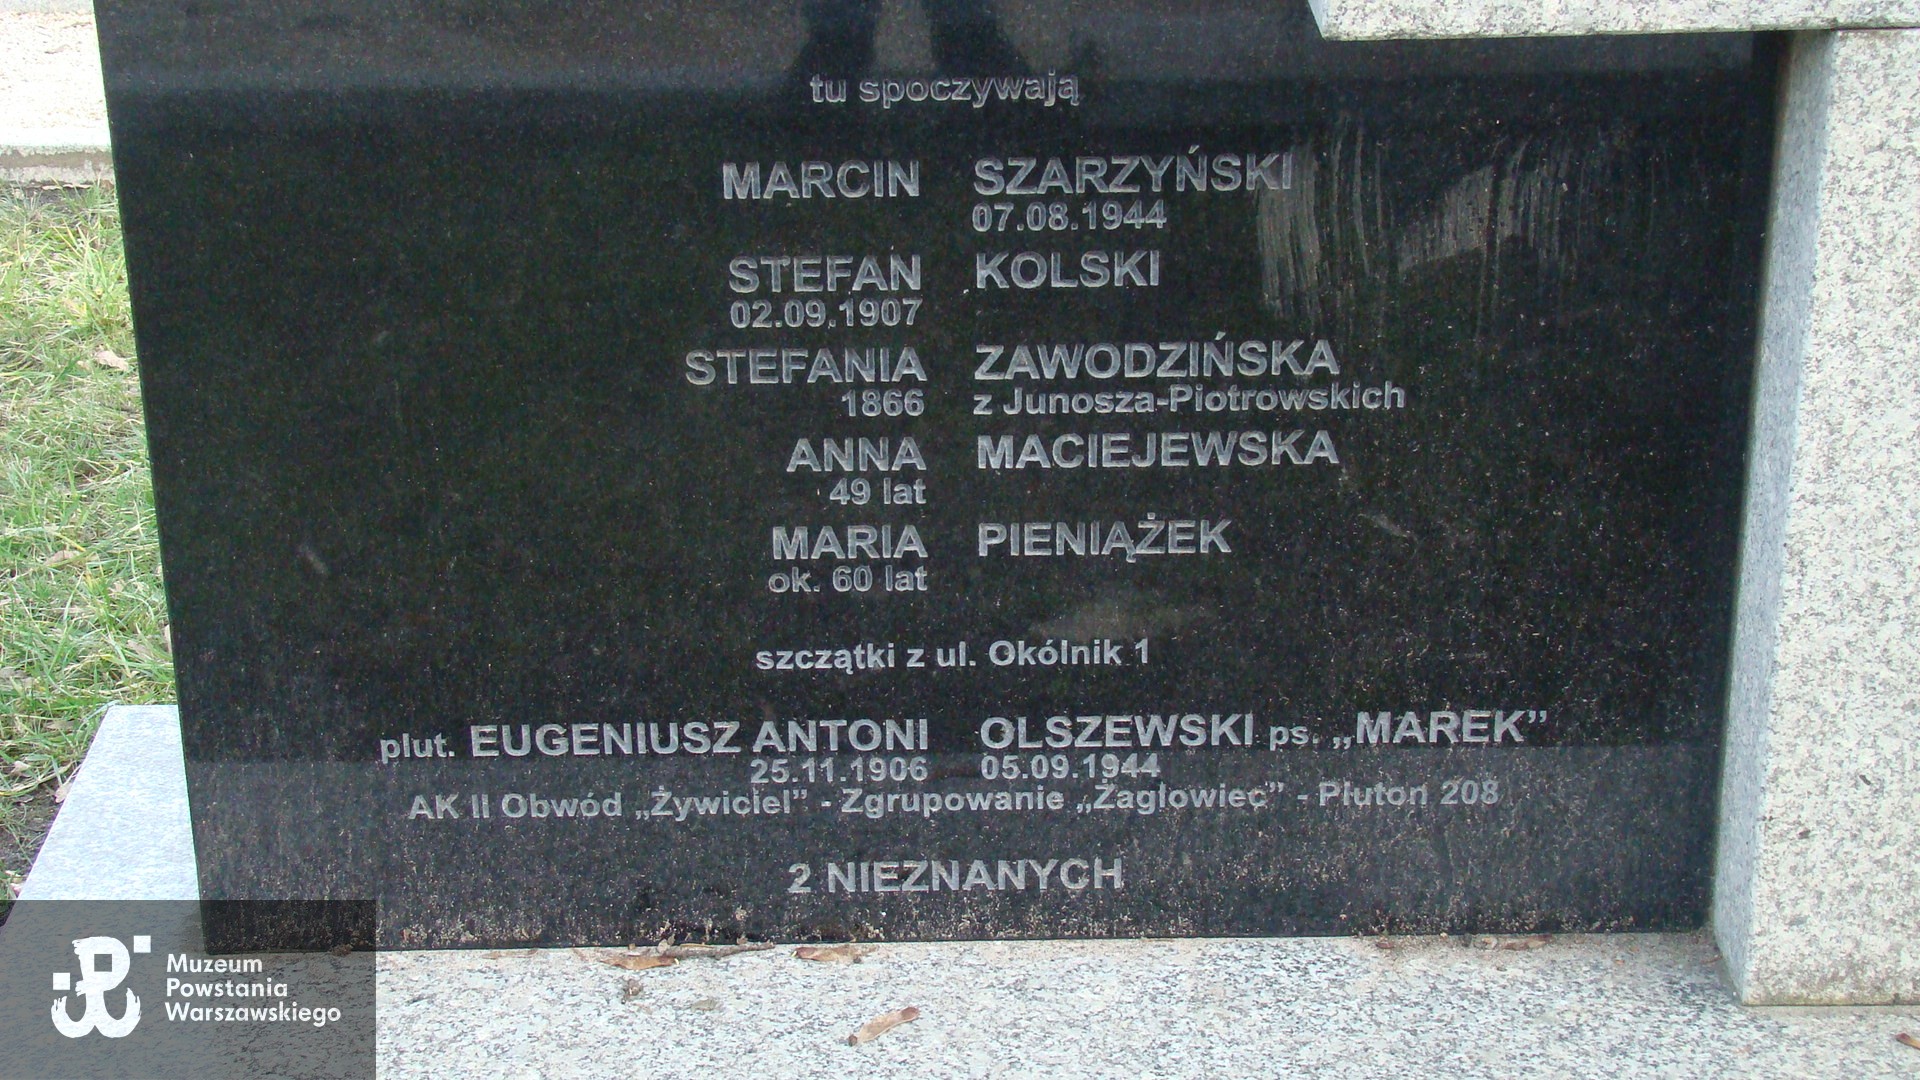 tu spoczywają
MARCIN SZARZYŃSKI
07.08.1944
STEFAN KOLSKI
02.09.1907
STEFANIA ZAWODZIŃSKA
1866 z Junosza-Piotrowskich
ANNA MACIEJEWSKA
49 lat
MARIA PIENIĄŻEK
ok. 60 lat
szczątki z ul. Okólnik 1
plut. EUGENIUSZ ANTONI OLSZEWSKI ps. „MAREK”
25.11.1906 05.09.1944
AK II Obwód „Żywiciel” - Zgrupowanie „Żaglowiec” - Pluton 208
2 NIEZNANYCH
Muzeum
Powstania
Warszawskiego